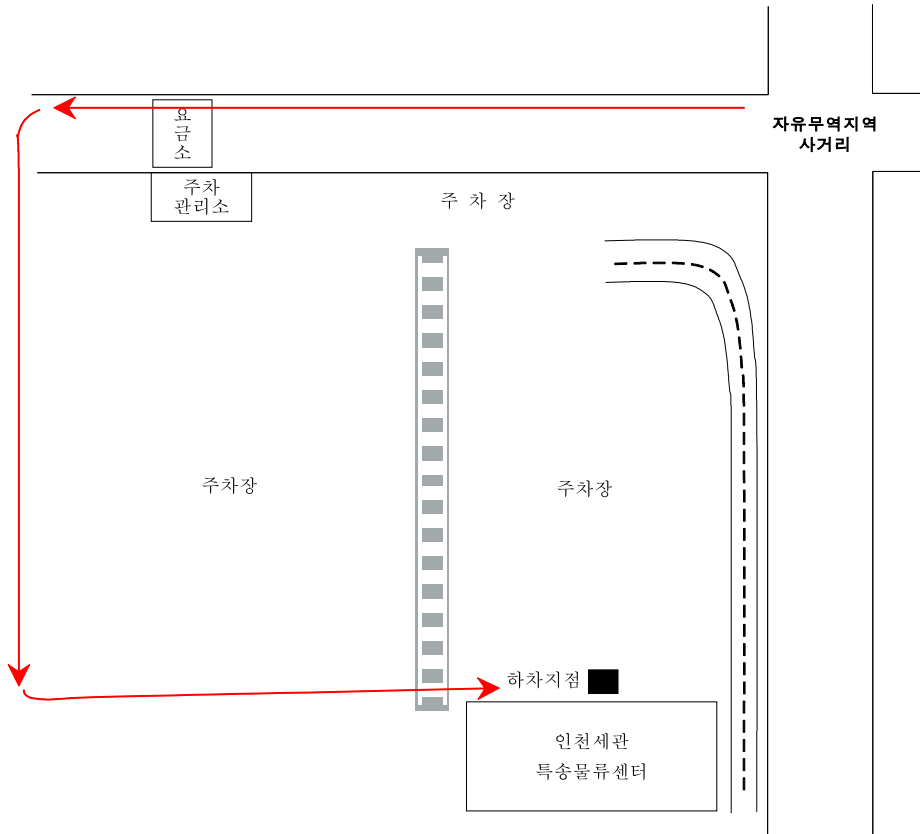 자유무역지역
사거리
요
금
소
주차
관리소
주 차 장
주차장
주차장
하차지점
인천세관
특송물류센터